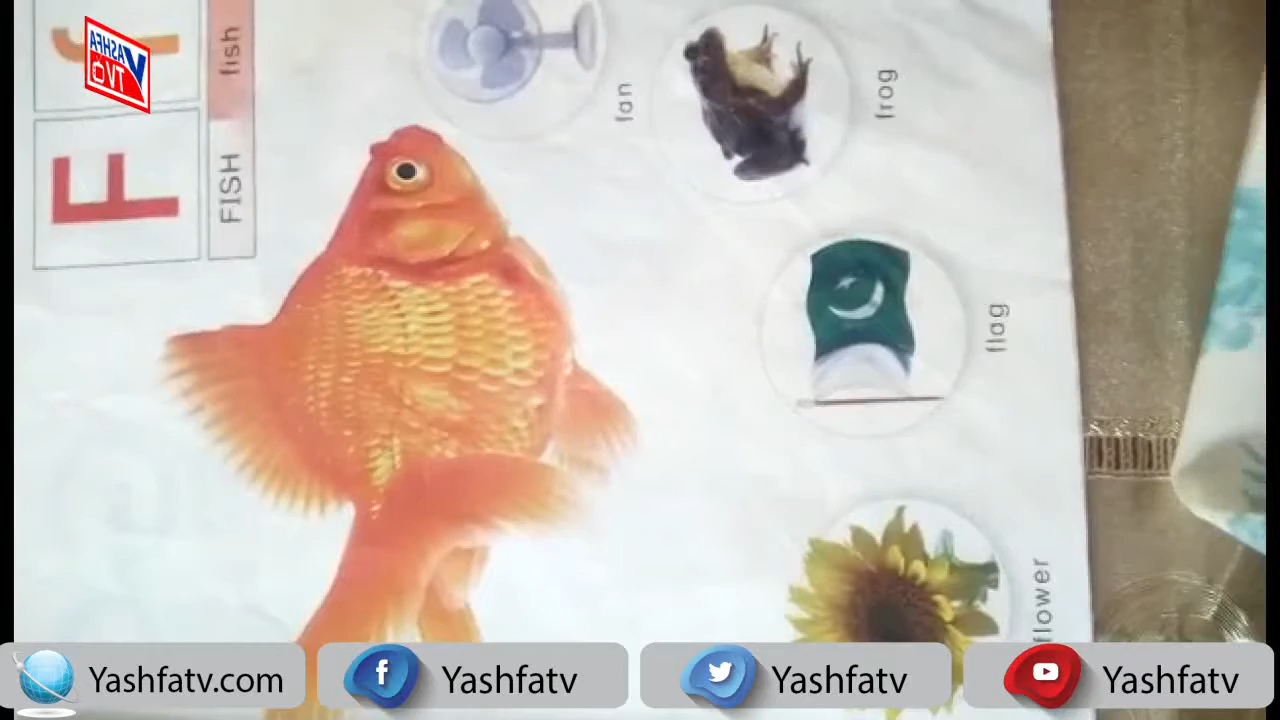 F f
FISH fish
fan
frog
flag
flower
YASHFA
TV
Yashfatv.com
Yashfatv
Yashfatv
Yashfatv